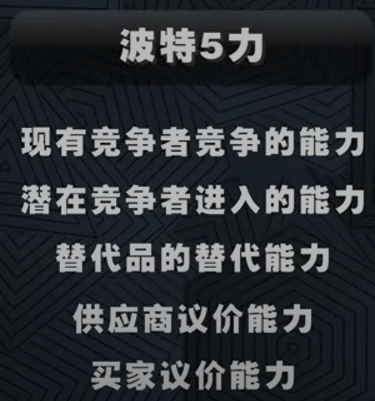 波特5力
现有竞争者竞争的能力
潜在竞争者进入的能力
替代品的替代能力
供应商议价能力
买家议价能力